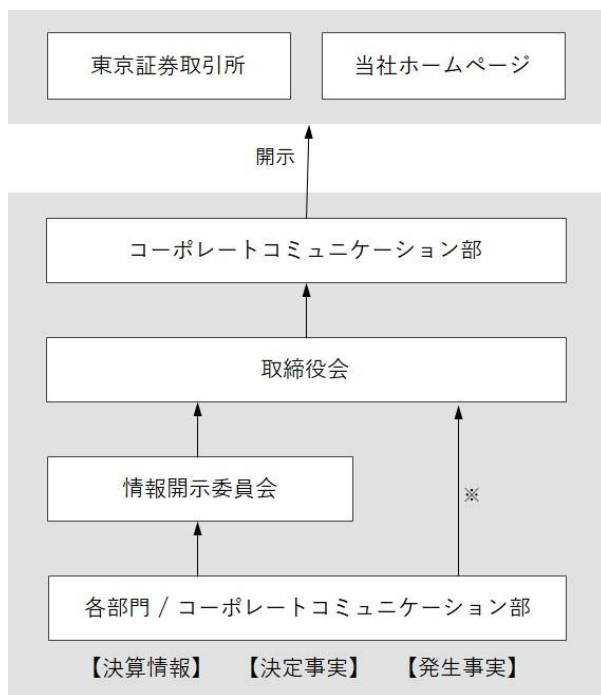 東京証券取引所
当社ホームページ
開示
コーポレートコミュニケーション部
取締役会
情報開示委員会
※
各部門 / コーポレートコミュニケーション部
【決算情報】 【決定事実】 【発生事実】